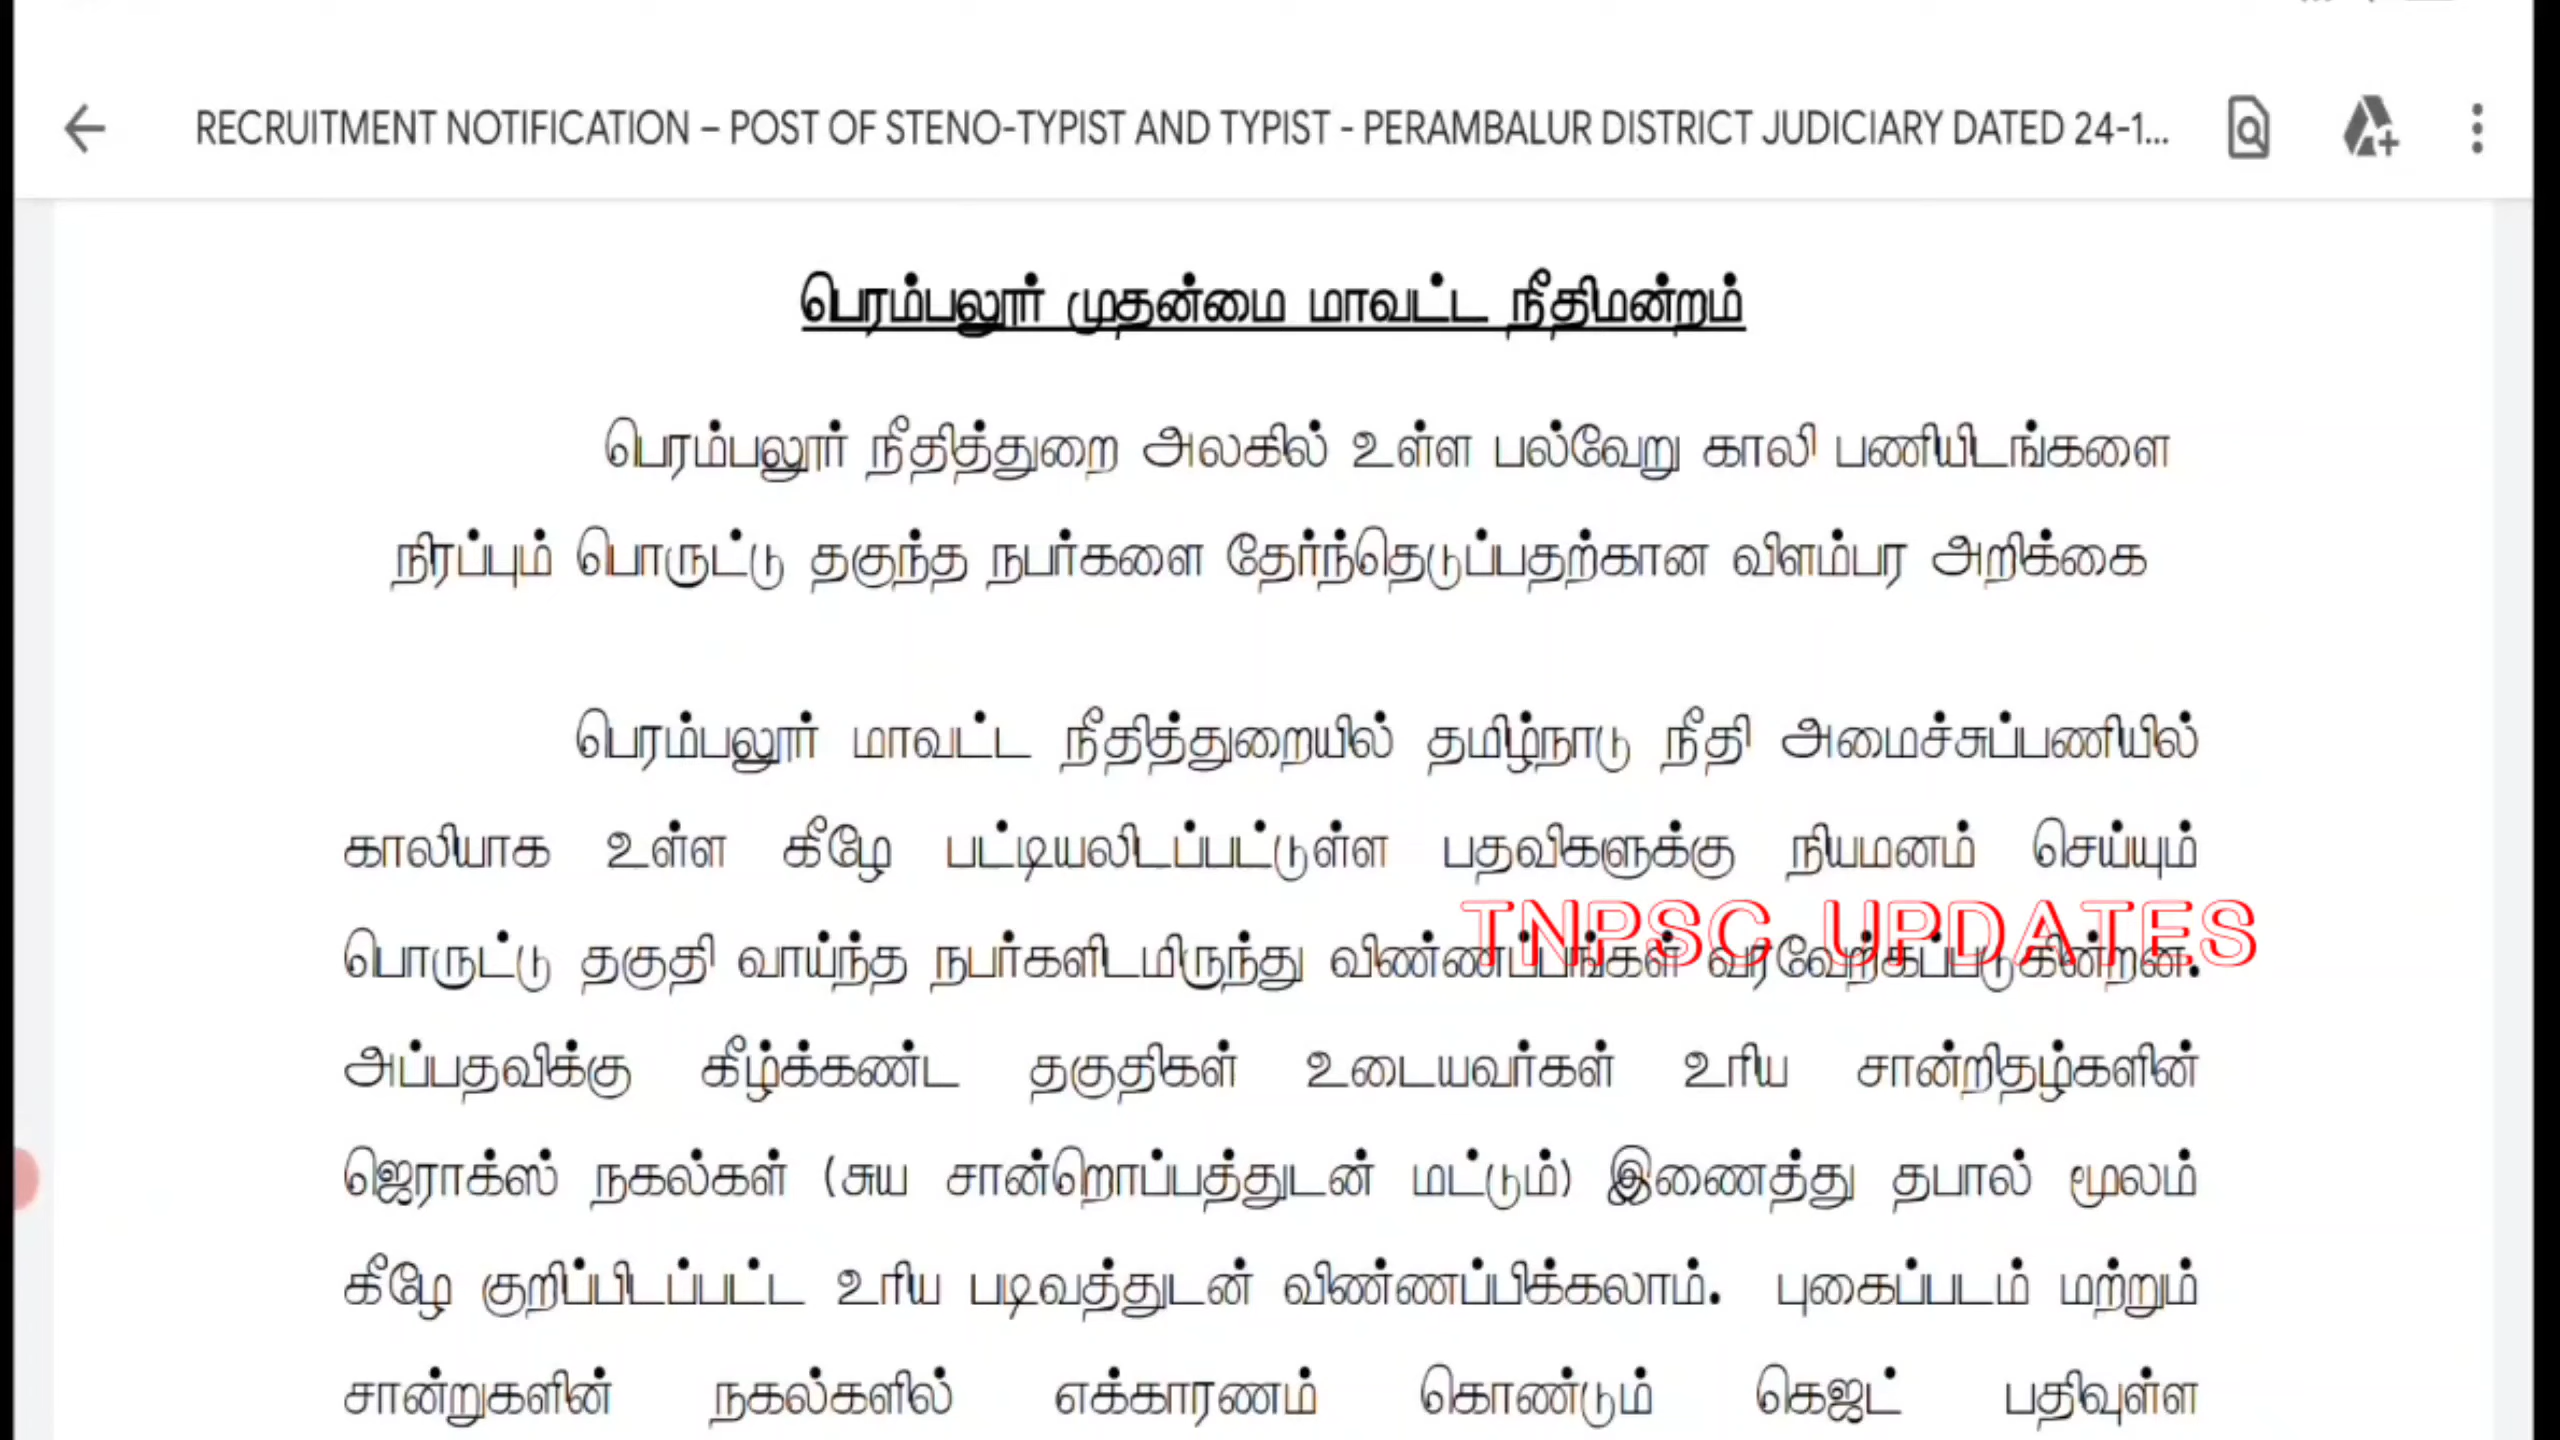 RECRUITMENT NOTIFICATION – POST OF STENO-TYPIST AND TYPIST - PERAMBALUR DISTRICT JUDICIARY DATED 24-1...
பெரம்பலூர் முதன்மை மாவட்ட நீதிமன்றம்
பெரம்பலூர் நீதித்துறை அலகில் உள்ள பல்வேறு காலி பணியிடங்களை
நிரப்பும் பொருட்டு தகுந்த நபர்களை தேர்ந்தெடுப்பதற்கான விளம்பர அறிக்கை
பெரம்பலூர் மாவட்ட நீதித்துறையில் தமிழ்நாடு நீதி அமைச்சுப்பணியில்
காலியாக உள்ள கீழே பட்டியலிடப்பட்டுள்ள பதவிகளுக்கு நியமனம் செய்யும்
TNPSC UPDATES
பொருட்டு தகுதி வாய்ந்த நபர்களிடமிருந்து விண்ணப்பங்கள் வரவேற்கப்படுகின்றன.
அப்பதவிக்கு கீழ்க்கண்ட தகுதிகள் உடையவர்கள் உரிய சான்றிதழ்களின்
ஜெராக்ஸ் நகல்கள் (சுய சான்றொப்பத்துடன் மட்டும்) இணைத்து தபால் மூலம்
கீழே குறிப்பிடப்பட்ட உரிய படிவத்துடன் விண்ணப்பிக்கலாம். புகைப்படம் மற்றும்
சான்றுகளின் நகல்களில் எக்காரணம் கொண்டும் கெஜட் பதிவுள்ள